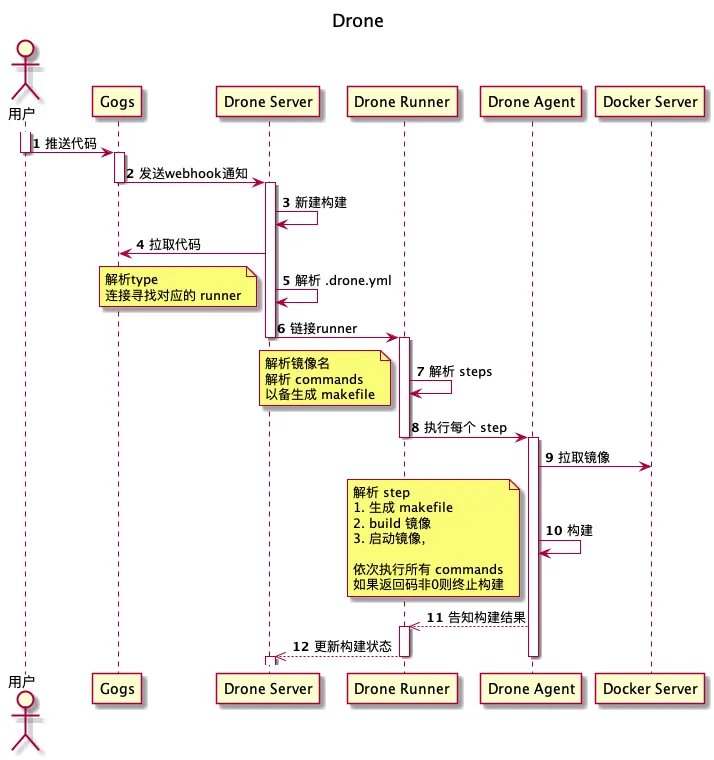 Drone
用户
Gogs
Drone Server
Drone Runner
Drone Agent
Docker Server
1 推送代码
2 发送webhook通知
3 新建构建
4 拉取代码
解析type
连接寻找对应的 runner
5 解析 .drone.yml
6 链接runner
解析镜像名
解析 commands
以备生成 makefile
7 解析 steps
8 执行每个 step
9 拉取镜像
解析 step
1. 生成 makefile
2. build 镜像
3. 启动镜像，
依次执行所有 commands
如果返回码非0则终止构建
10 构建
11 告知构建结果
12 更新构建状态
用户
Gogs
Drone Server
Drone Runner
Drone Agent
Docker Server